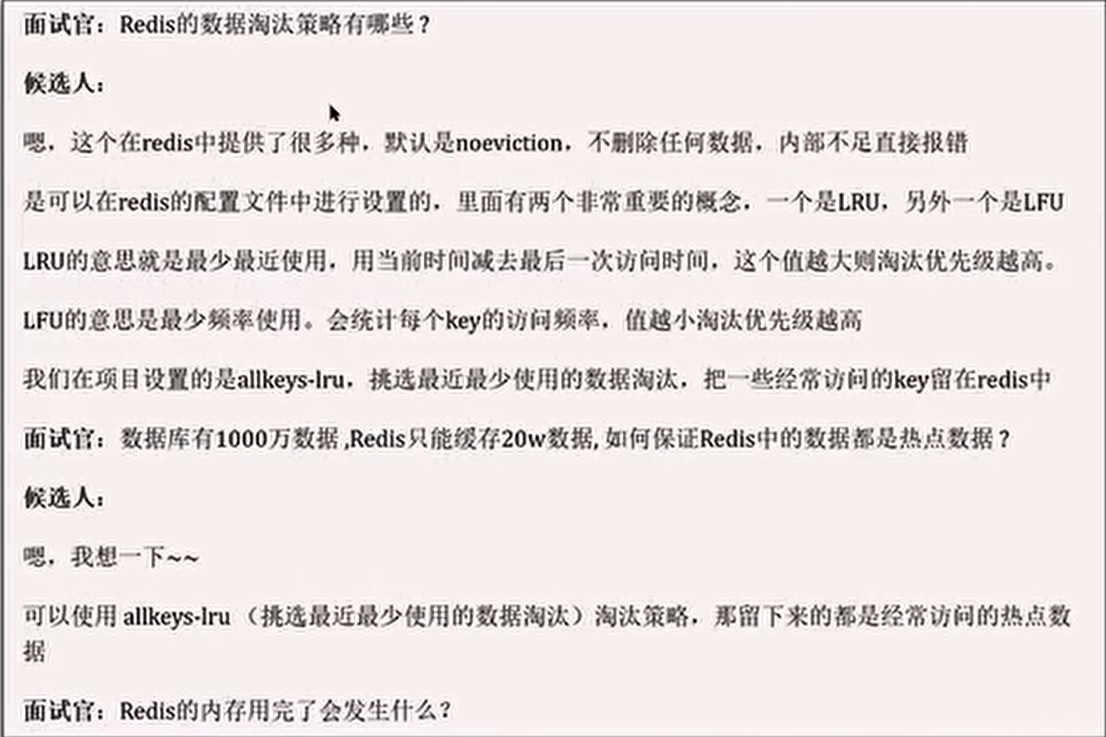 面试官：Redis的数据淘汰策略有哪些？
候选人：
嗯，这个在redis中提供了很多种，默认是noeviction，不删除任何数据，内部不足直接报错
是可以在redis的配置文件中进行设置的，里面有两个非常重要的概念，一个是LRU，另外一个是LFU
LRU的意思就是最少最近使用，用当前时间减去最后一次访问时间，这个值越大则淘汰优先级越高。
LFU的意思是最少频率使用。会统计每个key的访问频率，值越小淘汰优先级越高
我们在项目设置的是allkeys-lru，挑选最近最少使用的数据淘汰，把一些经常访问的key留在redis中
面试官：数据库有1000万数据 ,Redis只能缓存20w数据, 如何保证Redis中的数据都是热点数据 ?
候选人：
嗯，我想一下~~
可以使用 allkeys-lru （挑选最近最少使用的数据淘汰）淘汰策略，那留下来的都是经常访问的热点数
据
面试官：Redis的内存用完了会发生什么？